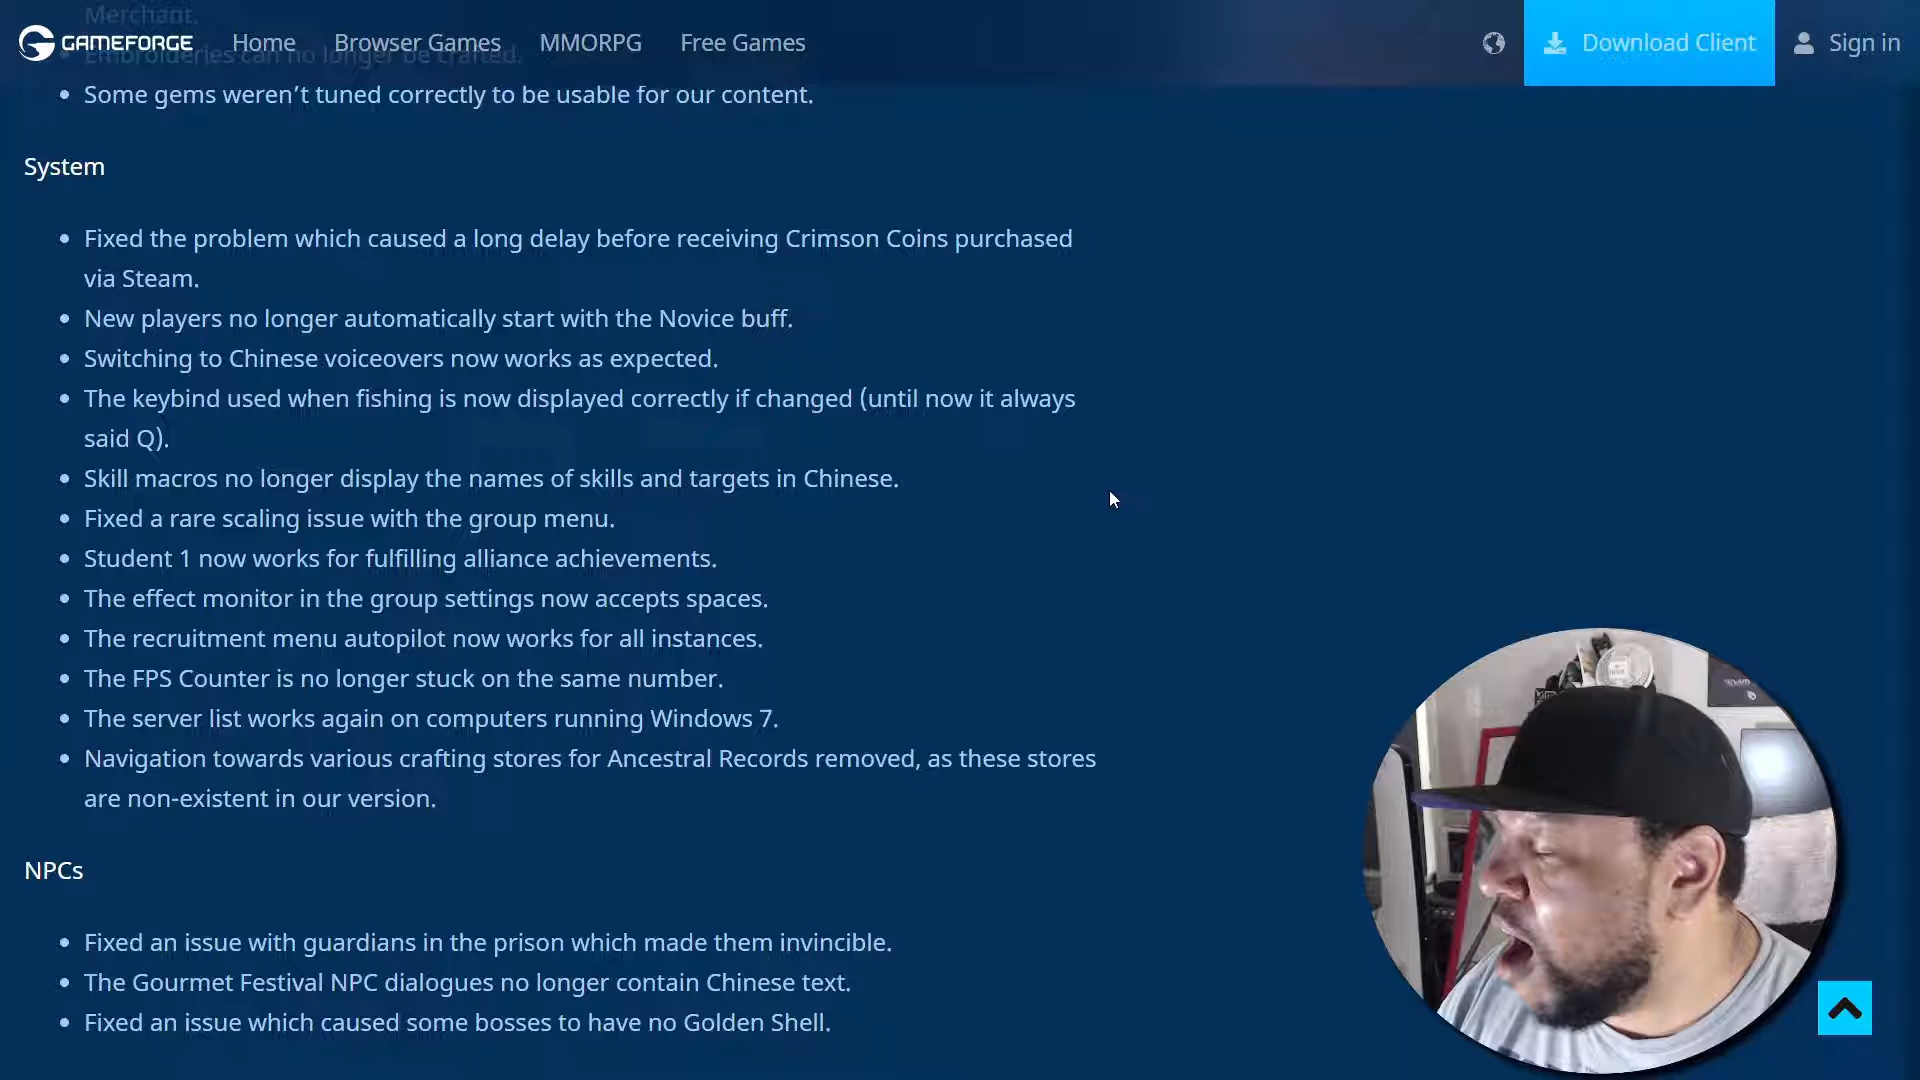 Merchant.
GAMEFORGE Home Browser Games MMORPG Free Games Download Client Sign in
Embroideries can no longer be crafted.
• Some gems weren’t tuned correctly to be usable for our content.
System
• Fixed the problem which caused a long delay before receiving Crimson Coins purchased
via Steam.
• New players no longer automatically start with the Novice buff.
• Switching to Chinese voiceovers now works as expected.
• The keybind used when fishing is now displayed correctly if changed (until now it always
said Q).
• Skill macros no longer display the names of skills and targets in Chinese.
• Fixed a rare scaling issue with the group menu.
• Student 1 now works for fulfilling alliance achievements.
• The effect monitor in the group settings now accepts spaces.
• The recruitment menu autopilot now works for all instances.
• The FPS Counter is no longer stuck on the same number.
• The server list works again on computers running Windows 7.
• Navigation towards various crafting stores for Ancestral Records removed, as these stores
are non-existent in our version.
NPCs
• Fixed an issue with guardians in the prison which made them invincible.
• The Gourmet Festival NPC dialogues no longer contain Chinese text.
• Fixed an issue which caused some bosses to have no Golden Shell.